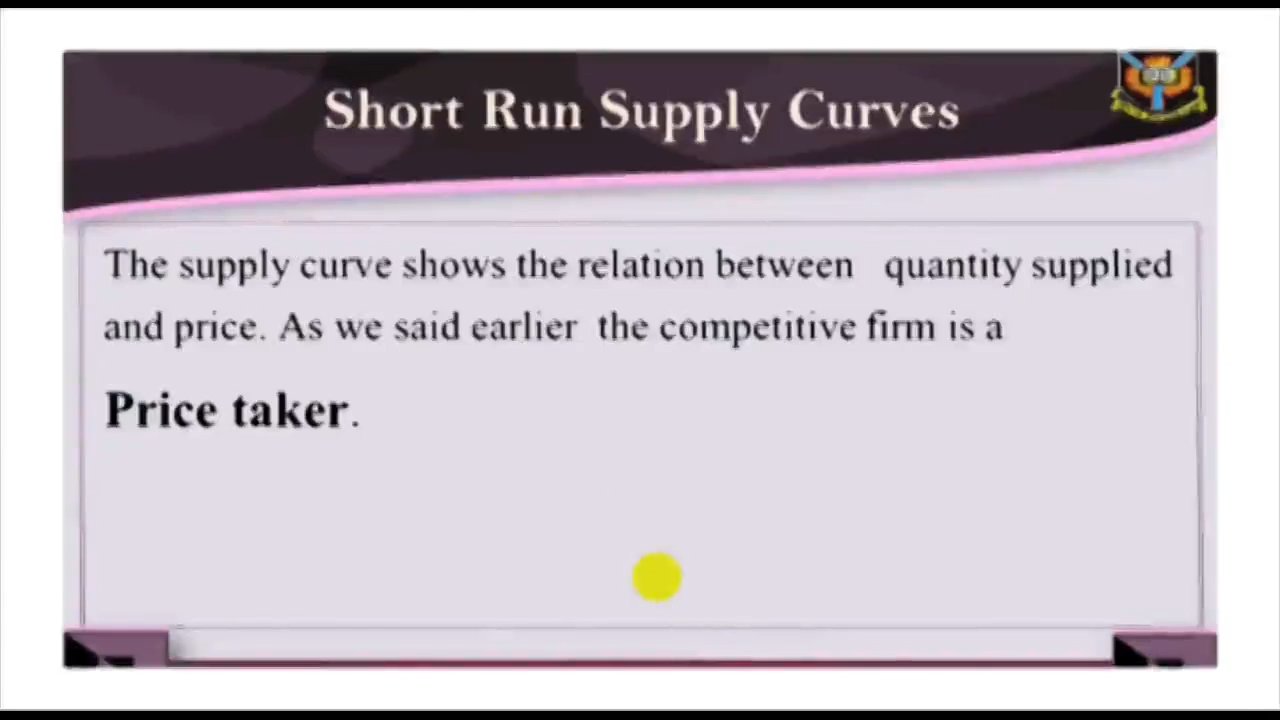 Short Run Supply Curves
The supply curve shows the relation between quantity supplied
and price. As we said earlier the competitive firm is a
Price taker.